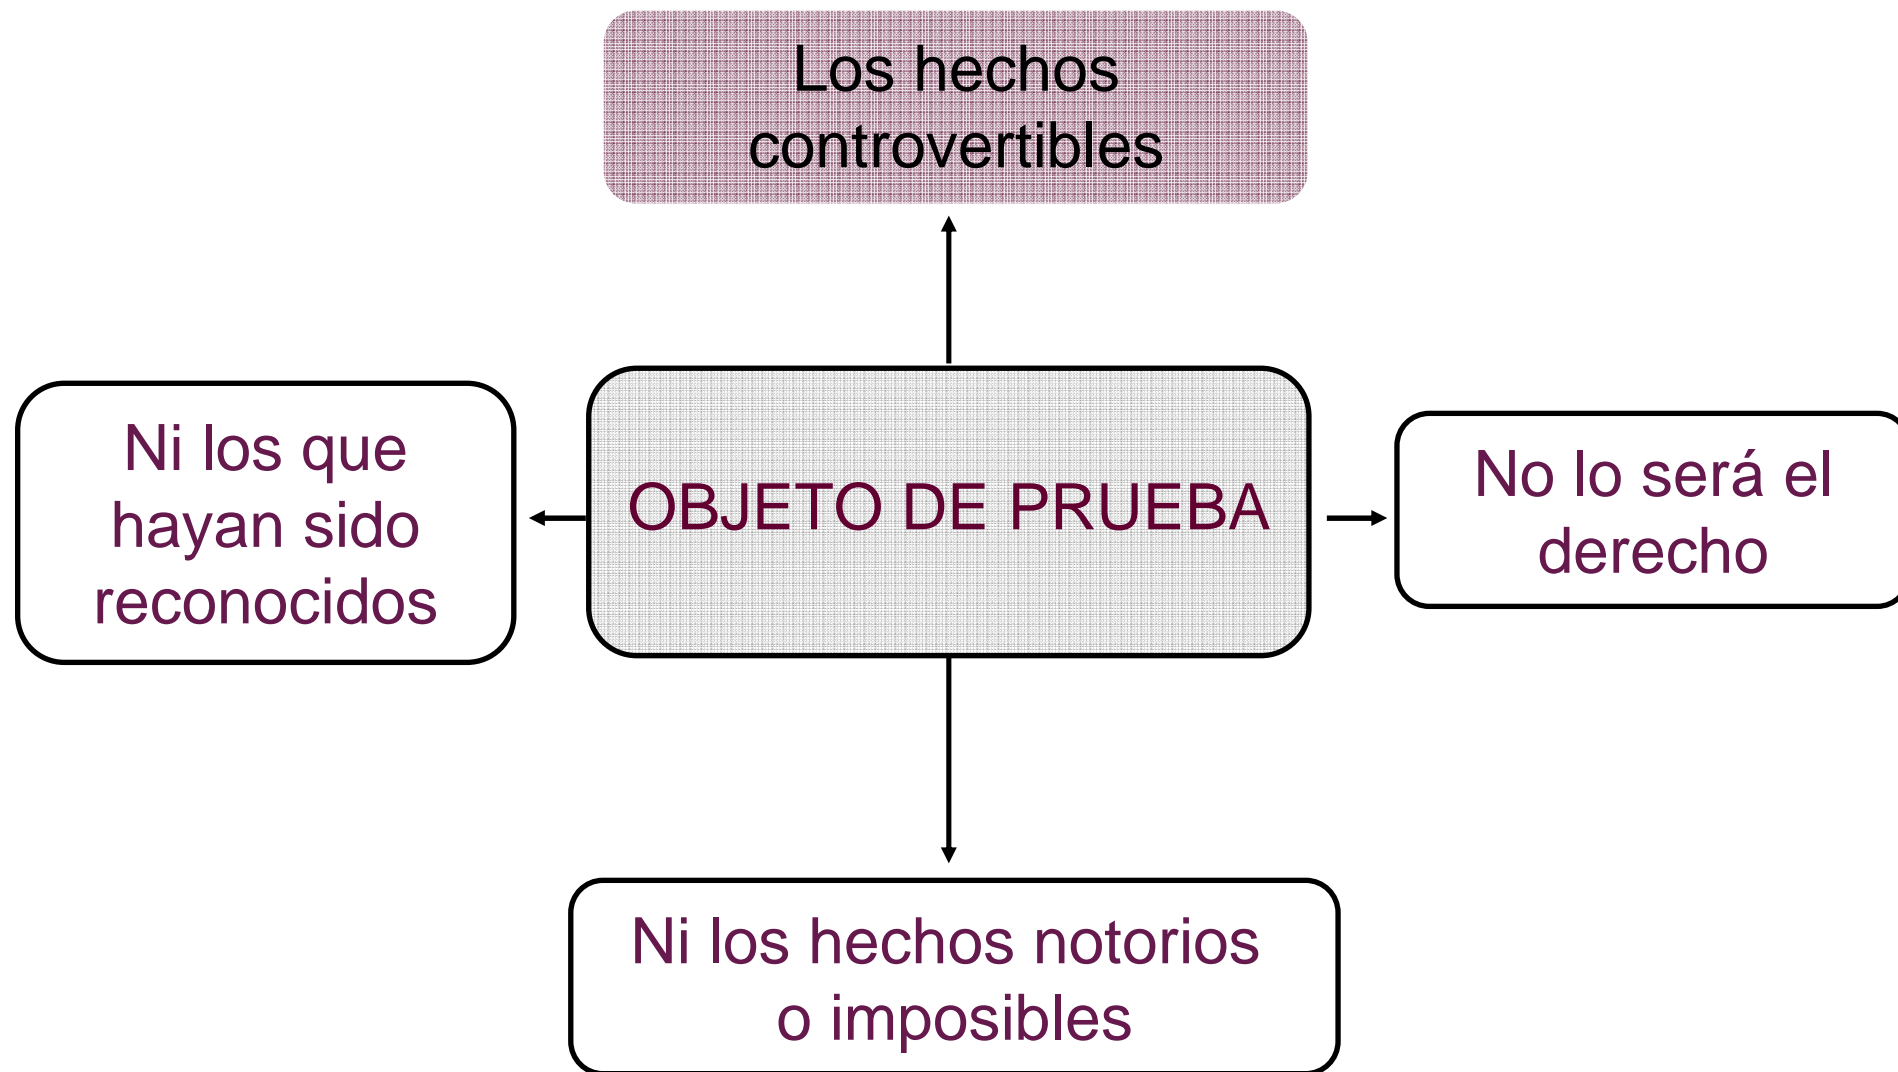 Los hechos
controvertibles
Ni los que
hayan sido
reconocidos
OBJETO DE PRUEBA
No lo será el
derecho
Ni los hechos notorios
o imposibles